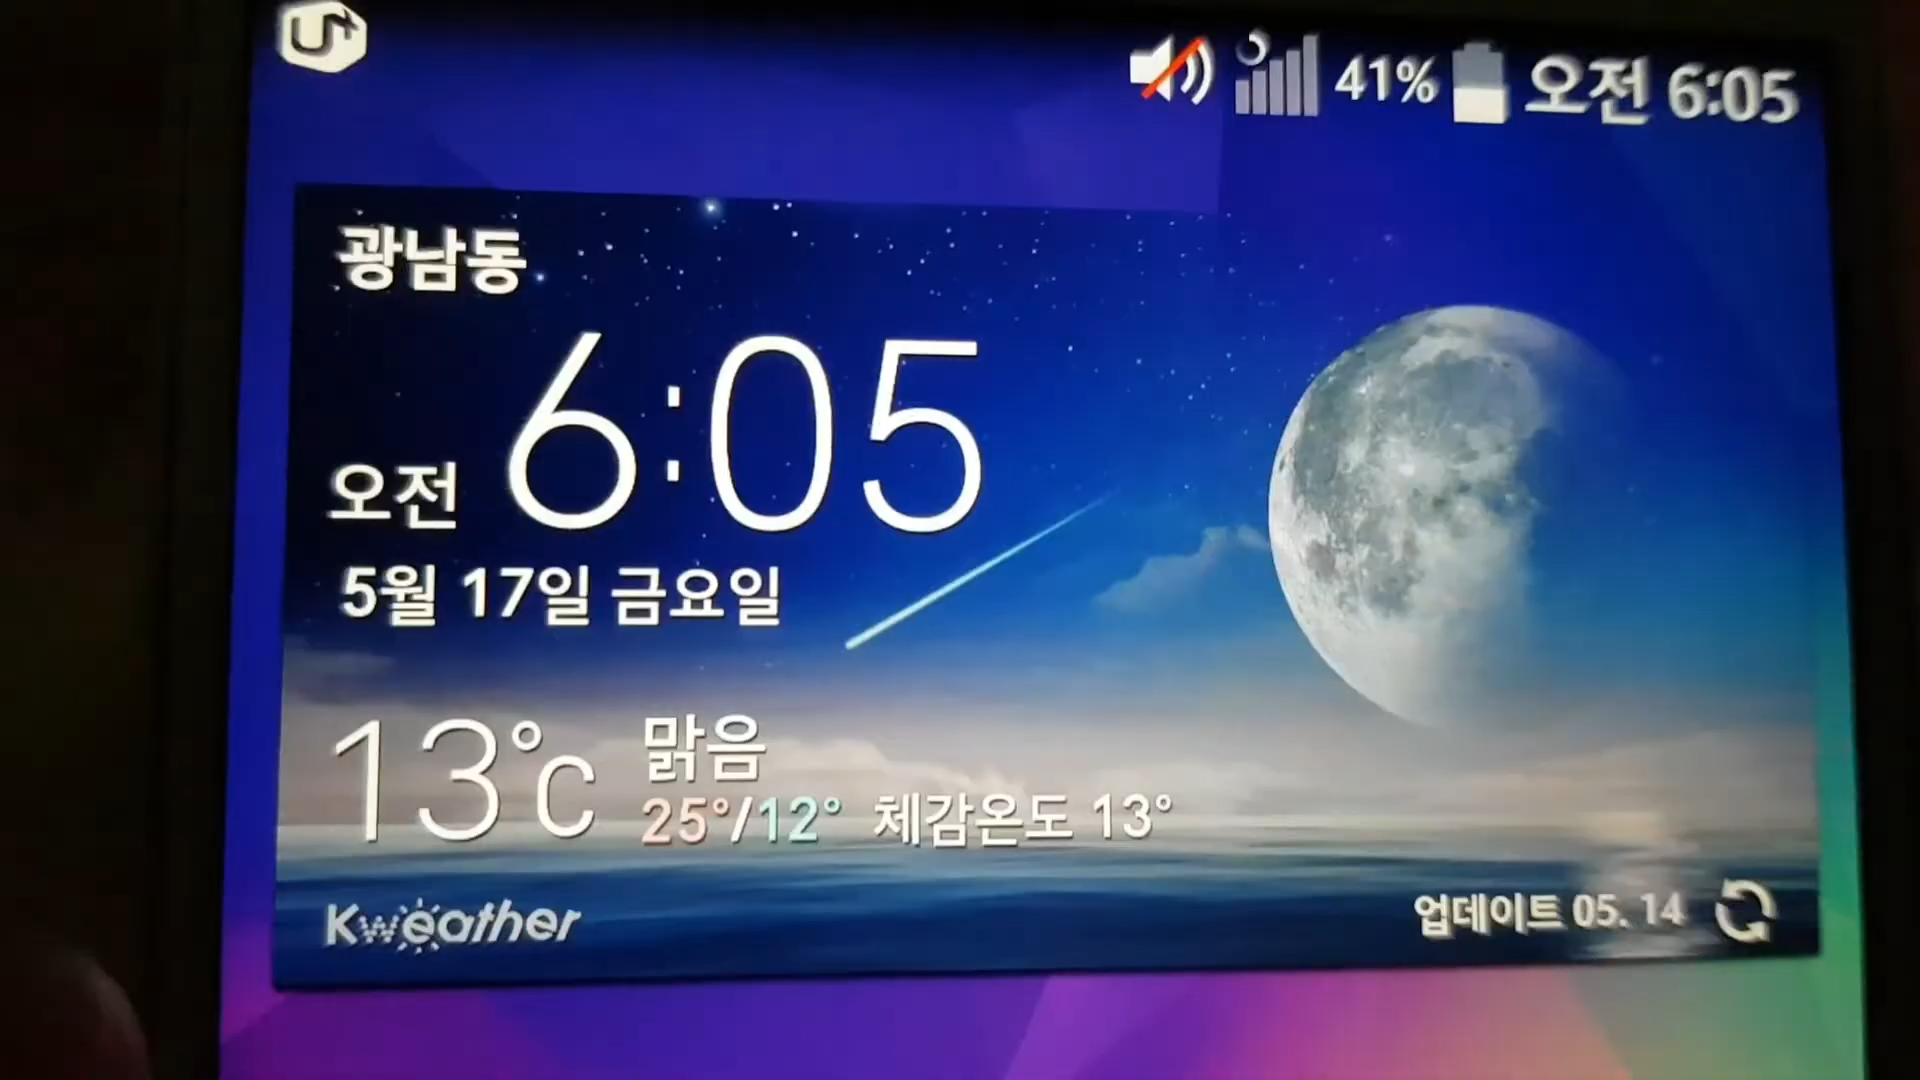 U+
41% 오전 6:05
광남동
오전 6:05
5월 17일 금요일
13°C 맑음
25°/12° 체감온도 13°
Kweather
업데이트 05. 14